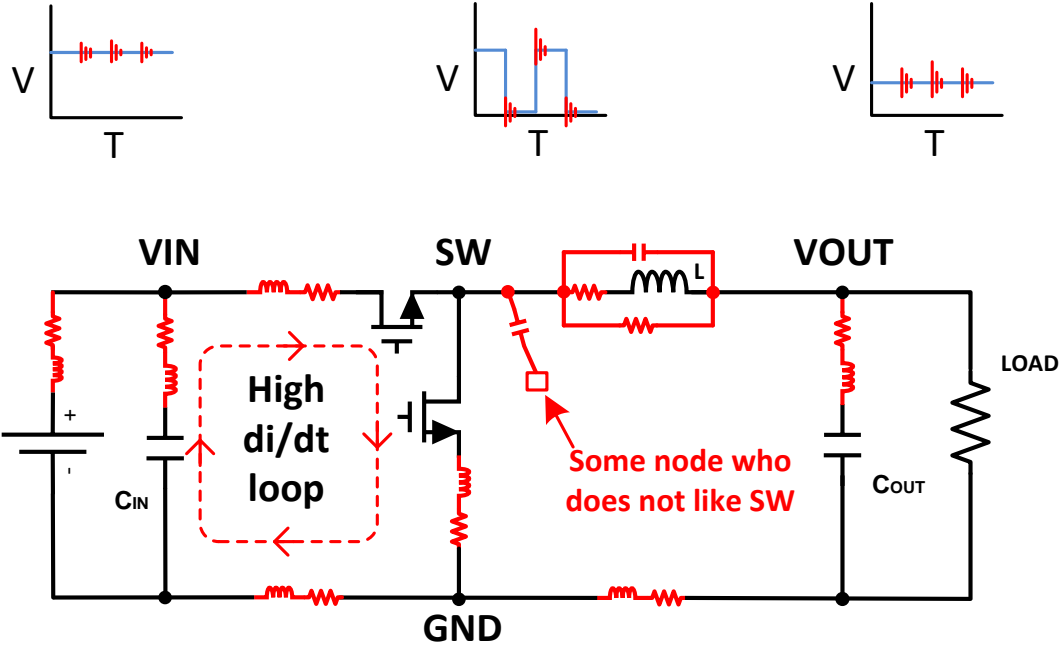 V
T
V
T
V
T
VIN
SW
L
VOUT
LOAD
High
di/dt
loop
+
-
CIN
Some node who
does not like SW
COUT
GND